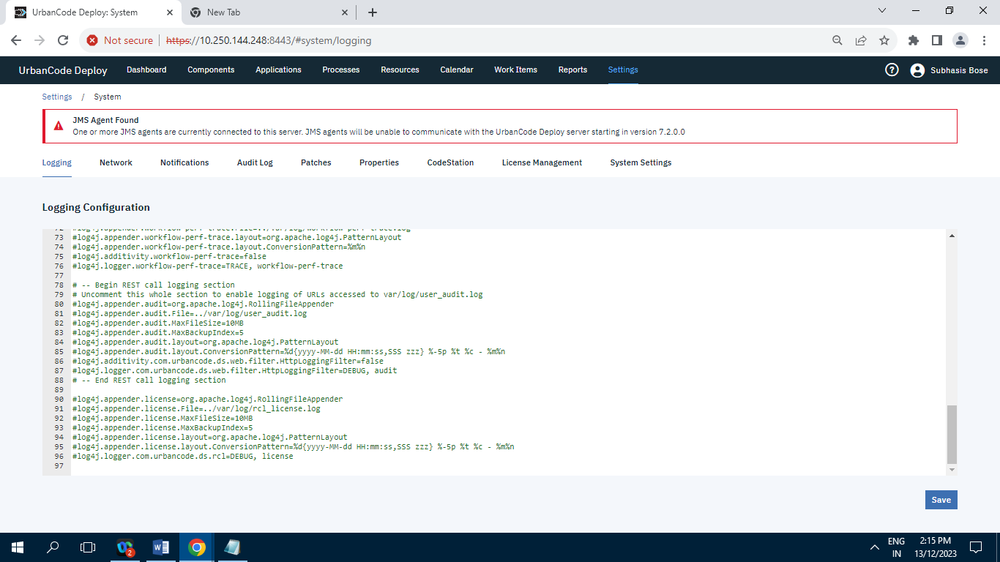 UrbanCode Deploy: System
New Tab
Not secure
https://10.250.144.248:8443/#system/logging
UrbanCode Deploy
Dashboard
Components
Applications
Processes
Resources
Calendar
Work Items
Reports
Settings
Subhasis Bose
Settings / System
JMS Agent Found
One or more JMS agents are currently connected to this server. JMS agents will be unable to communicate with the UrbanCode Deploy server starting in version 7.2.0.0
Logging
Network
Notifications
Audit Log
Patches
Properties
CodeStation
License Management
System Settings
Logging Configuration
72 #log4j.appender.workflow-perf-trace.File=../var/log/workflow-perf-trace.log
73 #log4j.appender.workflow-perf-trace.layout=org.apache.log4j.PatternLayout
74 #log4j.appender.workflow-perf-trace.layout.ConversionPattern=%m%n
75 #log4j.additivity.workflow-perf-trace=false
76 #log4j.logger.workflow-perf-trace=TRACE, workflow-perf-trace
77
78 # -- Begin REST call logging section
79 # Uncomment this whole section to enable logging of URLs accessed to var/log/user_audit.log
80 #log4j.appender.audit=org.apache.log4j.RollingFileAppender
81 #log4j.appender.audit.File=../var/log/user_audit.log
82 #log4j.appender.audit.MaxFileSize=10MB
83 #log4j.appender.audit.MaxBackupIndex=5
84 #log4j.appender.audit.layout=org.apache.log4j.PatternLayout
85 #log4j.appender.audit.layout.ConversionPattern=%d{yyyy-MM-dd HH:mm:ss,SSS zzz} %-5p %t %c - %m%n
86 #log4j.additivity.com.urbancode.ds.web.filter.HttpLoggingFilter=false
87 #log4j.logger.com.urbancode.ds.web.filter.HttpLoggingFilter=DEBUG, audit
88 # -- End REST call logging section
89
90 #log4j.appender.license=org.apache.log4j.RollingFileAppender
91 #log4j.appender.license.File=../var/log/rcl_license.log
92 #log4j.appender.license.MaxFileSize=10MB
93 #log4j.appender.license.MaxBackupIndex=5
94 #log4j.appender.license.layout=org.apache.log4j.PatternLayout
95 #log4j.appender.license.layout.ConversionPattern=%d{yyyy-MM-dd HH:mm:ss,SSS zzz} %-5p %t %c - %m%n
96 #log4j.logger.com.urbancode.ds.rcl=DEBUG, license
97
Save
2
ENG
IN
2:15 PM
13/12/2023